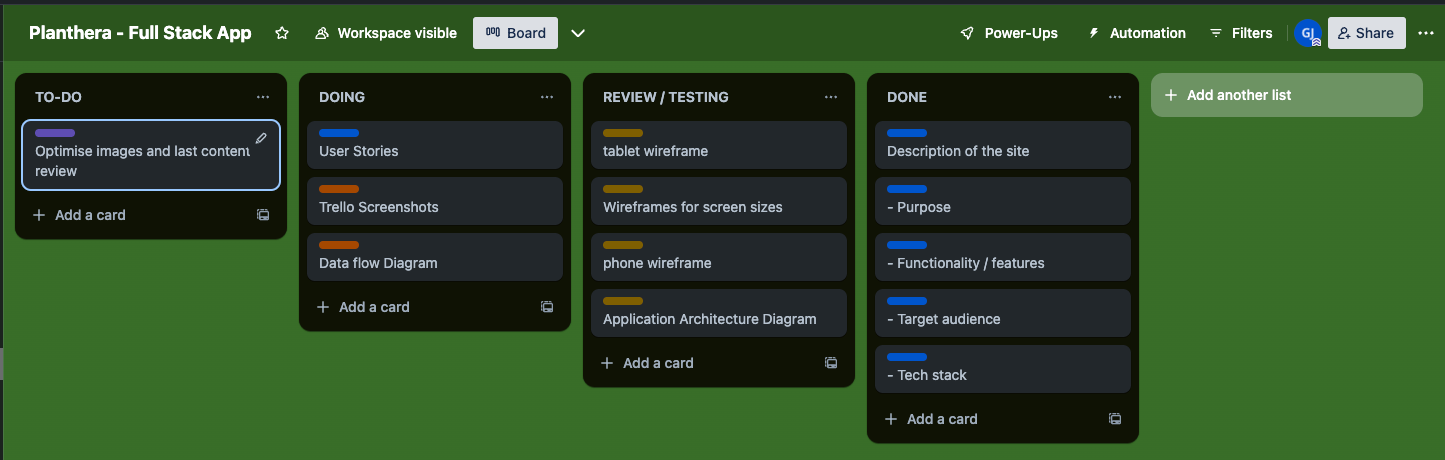 Planthera - Full Stack App
Workspace visible
Board
Power-Ups
Automation
Filters
GJ
Share
TO-DO
Optimise images and last content
review
Add a card
DOING
User Stories
Trello Screenshots
Data flow Diagram
Add a card
REVIEW / TESTING
tablet wireframe
Wireframes for screen sizes
phone wireframe
Application Architecture Diagram
Add a card
DONE
Description of the site
- Purpose
- Functionality / features
- Target audience
- Tech stack
Add a card
Add another list